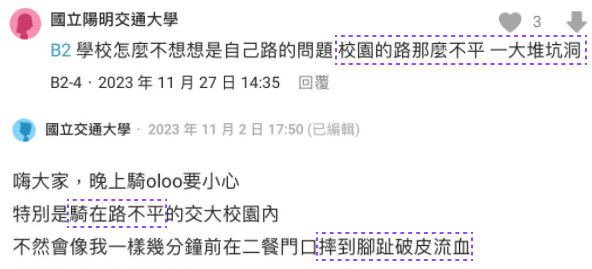 國立陽明交通大學
3
B2 學校怎麼不想想是自己路的問題 校園的路那麼不平 一大堆坑洞
B2-4・2023 年 11 月 27 日 14:35 回覆
國立交通大學・2023 年 11 月 2 日 17:50 (已編輯)
嗨大家，晚上騎oloo要小心
特別是騎在路不平的交大校園內
不然會像我一樣幾分鐘前在二餐門口摔到腳趾破皮流血